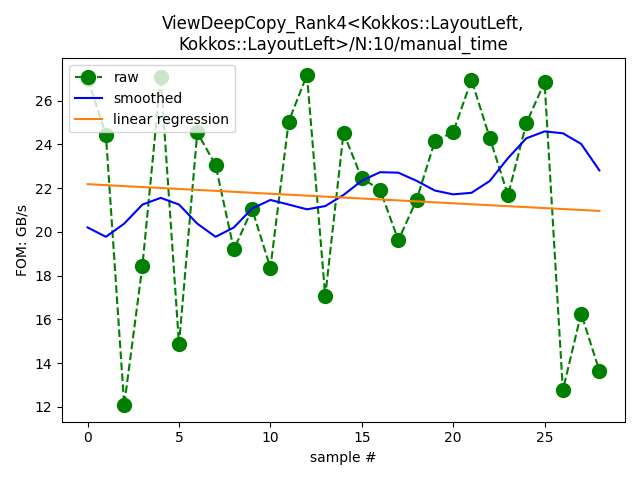 ViewDeepCopy_Rank4<Kokkos::LayoutLeft,
Kokkos::LayoutLeft>/N:10/manual_time
raw
smoothed
linear regression
FOM: GB/s
26
24
22
20
18
16
14
12
0
5
10
15
20
25
sample #